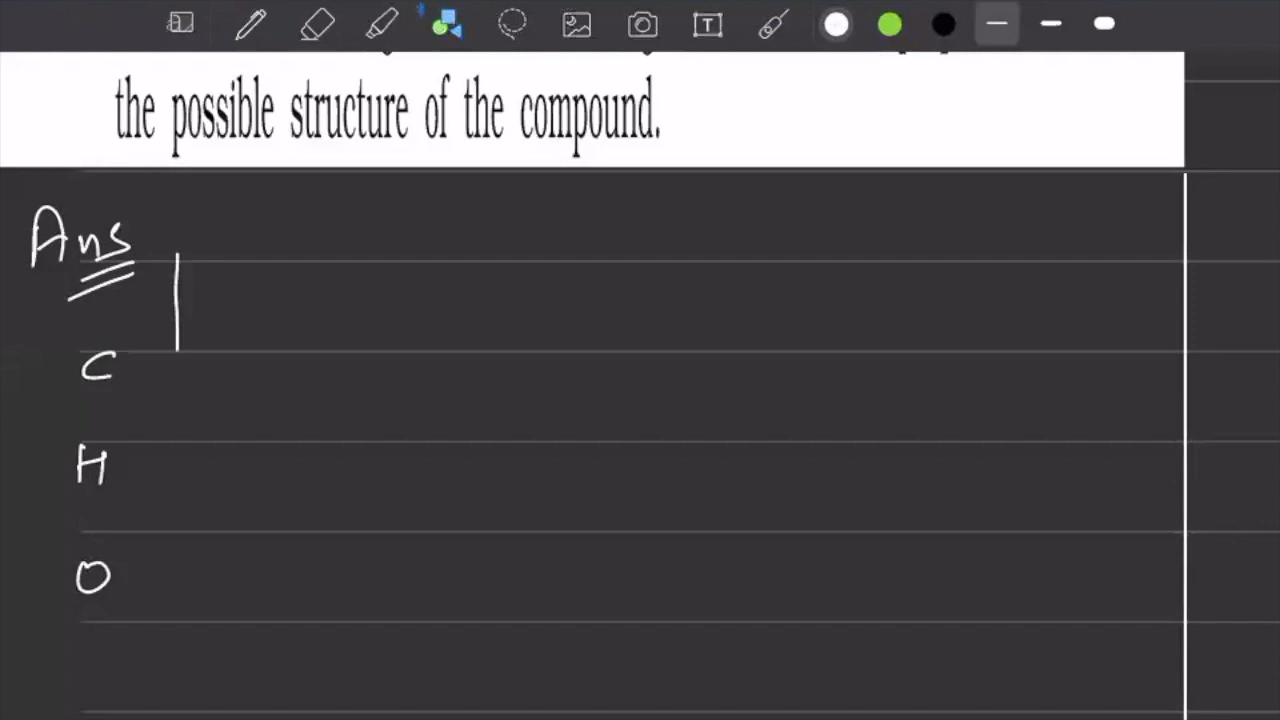 the possible structure of the compound.
Ans
C
H
O